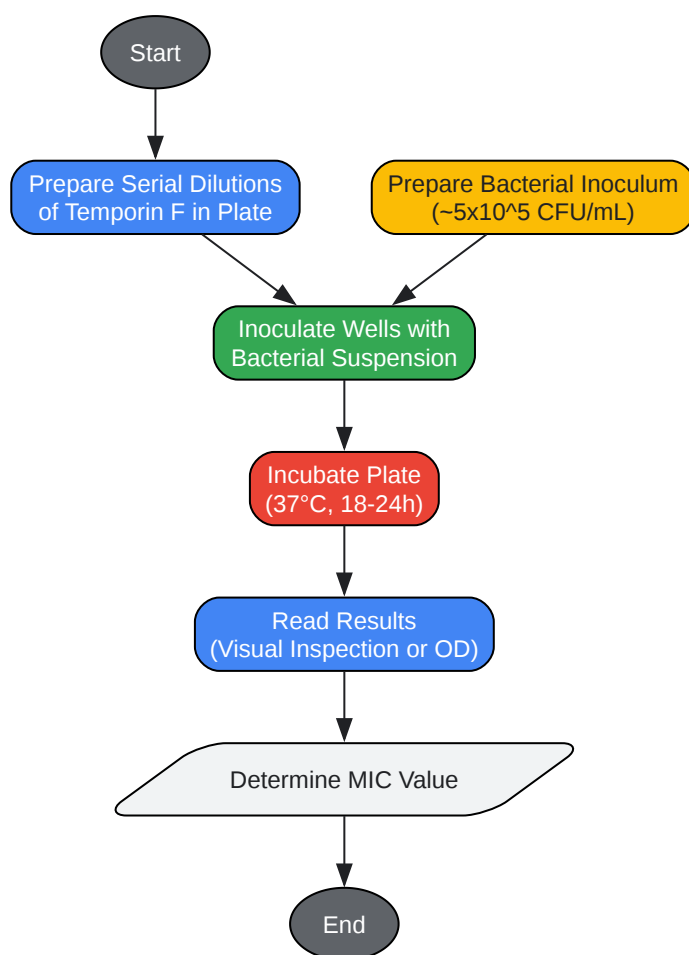 Start
Prepare Serial Dilutions
of Temporin F in Plate
Prepare Bacterial Inoculum
(~5x10^5 CFU/mL)
Inoculate Wells with
Bacterial Suspension
Incubate Plate
(37°C, 18-24h)
Read Results
(Visual Inspection or OD)
Determine MIC Value
End